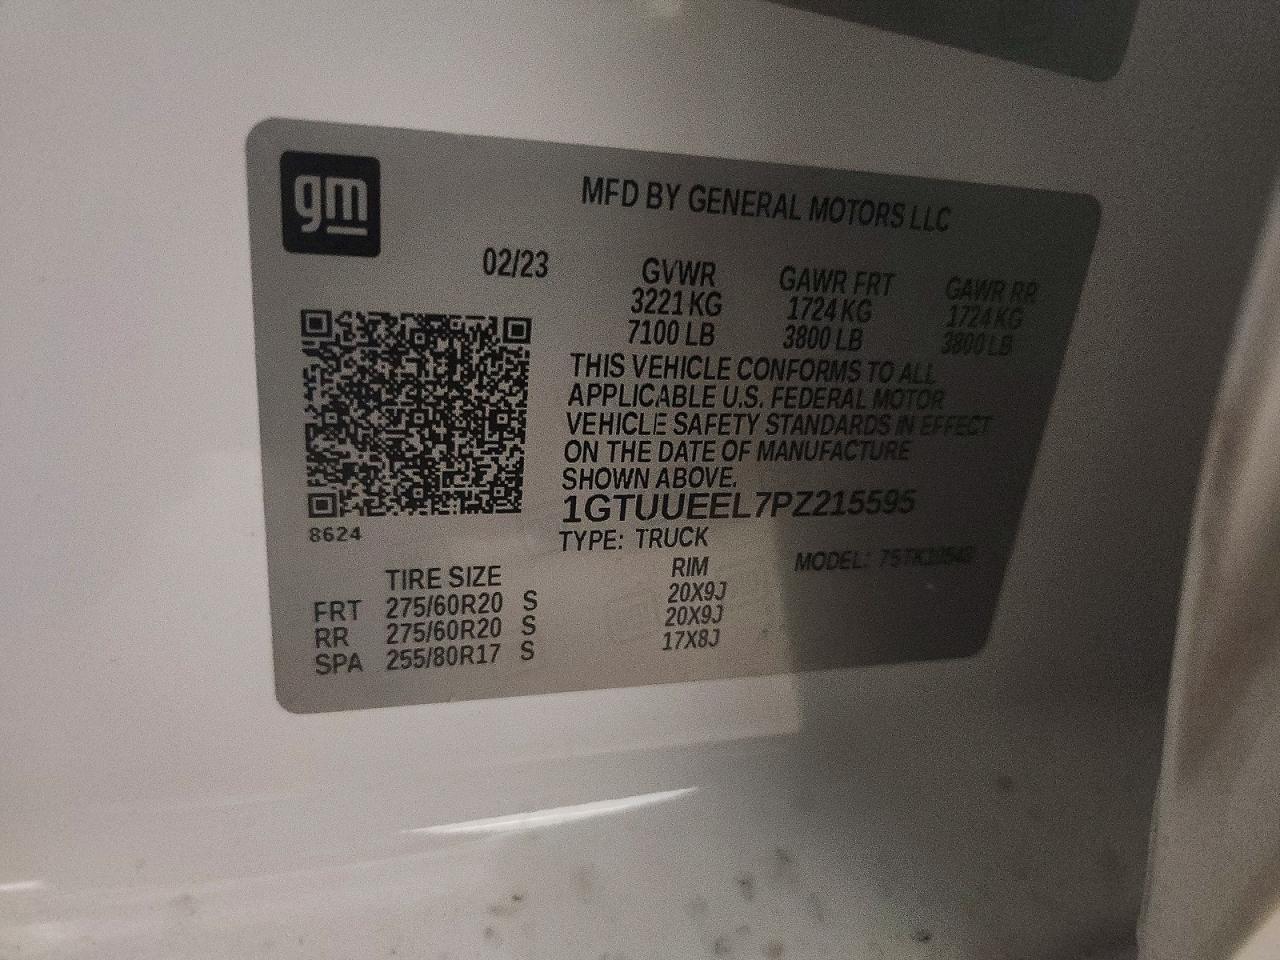 gm
MFD BY GENERAL MOTORS LLC
02/23
GVWR GAWR FRT GAWR RR
3221 KG 1724 KG 1724 KG
7100 LB 3800 LB 3800 LB
THIS VEHICLE CONFORMS TO ALL
APPLICABLE U.S. FEDERAL MOTOR
VEHICLE SAFETY STANDARDS IN EFFECT
ON THE DATE OF MANUFACTURE
SHOWN ABOVE.
1GTUUEEL7PZ215595
8624
TYPE: TRUCK
MODEL:
TIRE SIZE RIM
FRT 275/60R20 S 20X9J
RR 275/60R20 S 20X9J
SPA 255/80R17 S 17X8J